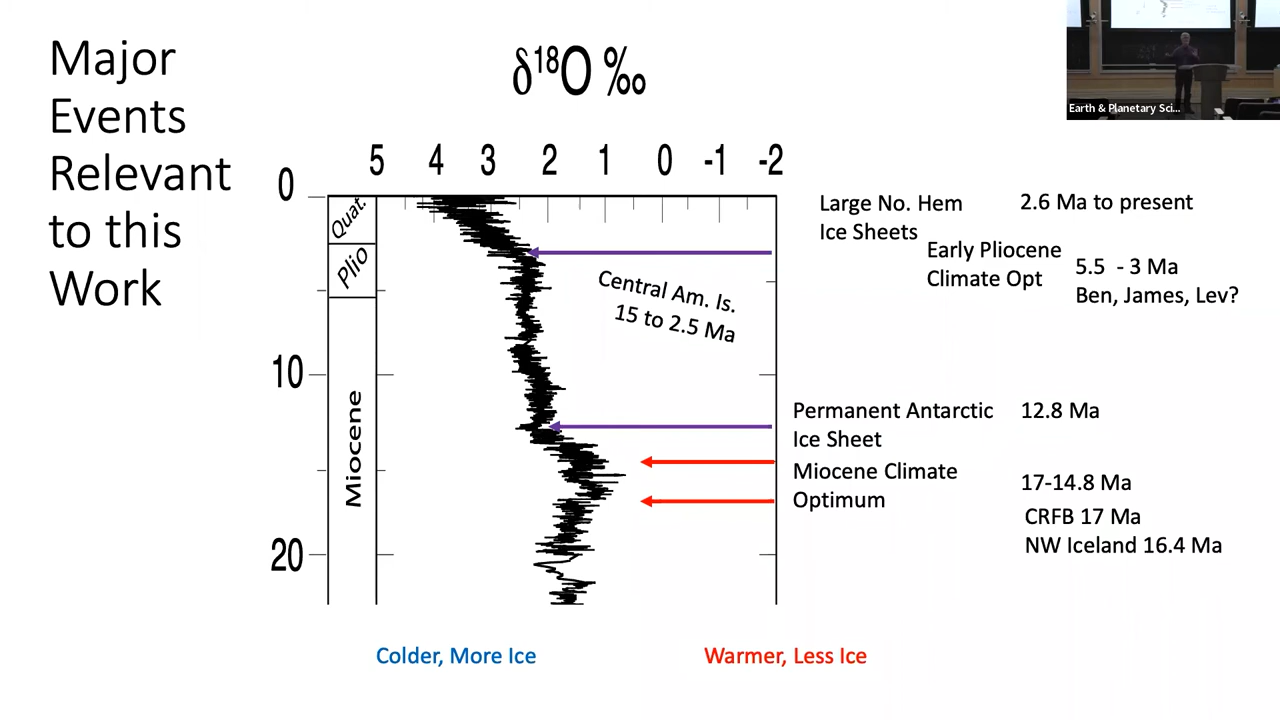 Major
Events
Relevant
to this
Work
δ¹⁸O ‰
5 4 3 2 1 0 -1 -2
0
10
20
Quat.
Plio
Miocene
Central Am. Is.
15 to 2.5 Ma
Large No. Hem
Ice Sheets
2.6 Ma to present
Early Pliocene
Climate Opt
5.5 - 3 Ma
Ben, James, Lev?
Permanent Antarctic
Ice Sheet
12.8 Ma
Miocene Climate
Optimum
17-14.8 Ma
CRFB 17 Ma
NW Iceland 16.4 Ma
Colder, More Ice
Warmer, Less Ice
Earth & Planetary Sci...